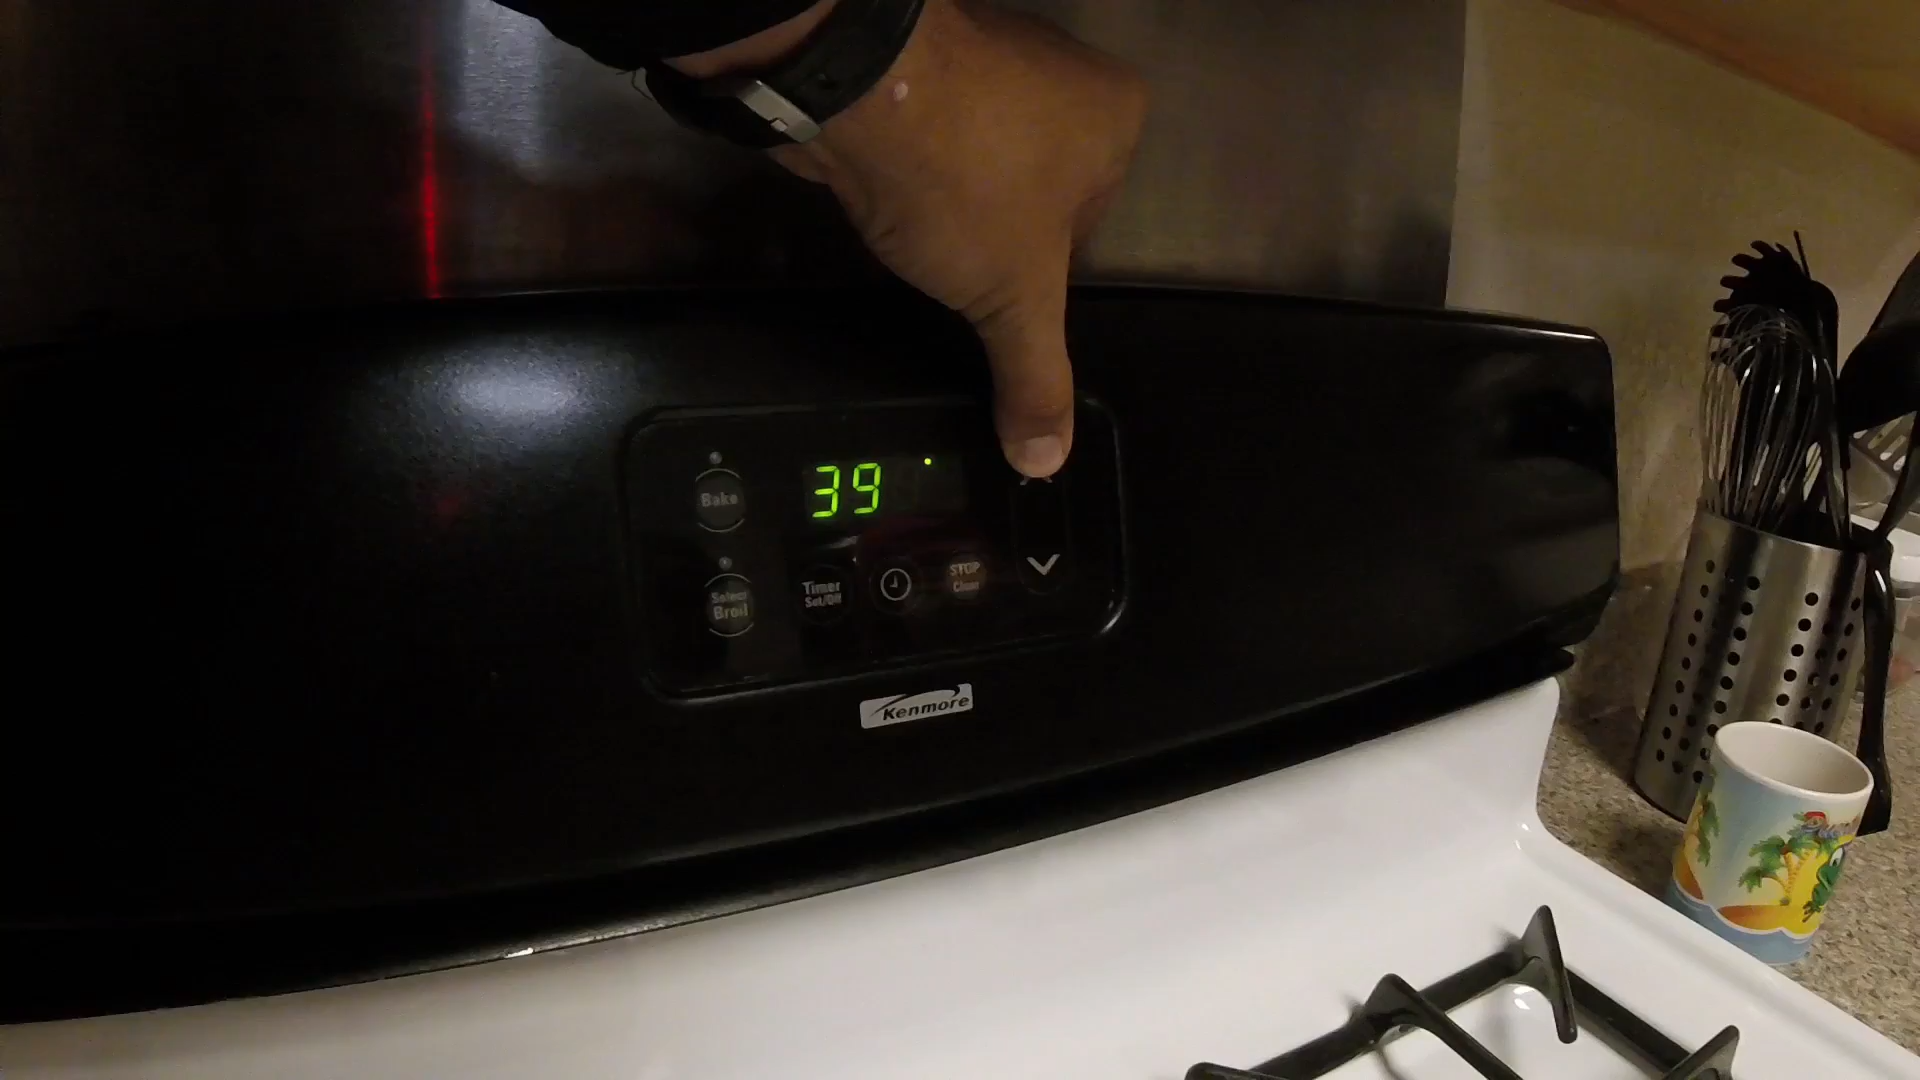 39
Bake
Select
Broil
Timer
Set/Off
STOP
Clear
Kenmore